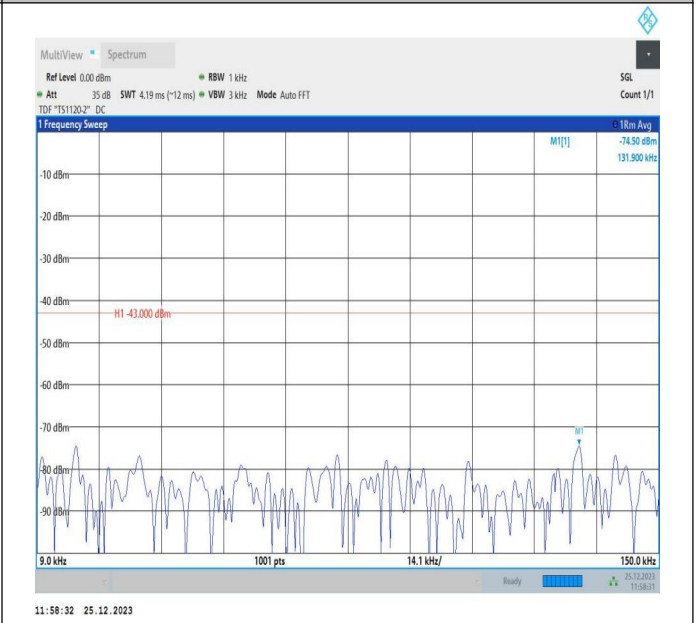 R S
MultiView Spectrum
Ref Level 0.00 dBm RBW 1 kHz SGL
Att 35 dB SWT 4.19 ms (~12 ms) VBW 3 kHz Mode Auto FFT Count 1/1
TDF "TS1120-2" DC
1 Frequency Sweep 1Rm Avg
M1[1] -74.50 dBm
131.900 kHz
-10 dBm
-20 dBm
-30 dBm
-40 dBm
H1 -43.000 dBm
-50 dBm
-60 dBm
-70 dBm
M1
-80 dBm
-90 dBm
9.0 kHz 1001 pts 14.1 kHz/ 150.0 kHz
Ready 25.12.2023
11:58:31
11:58:32 25.12.2023